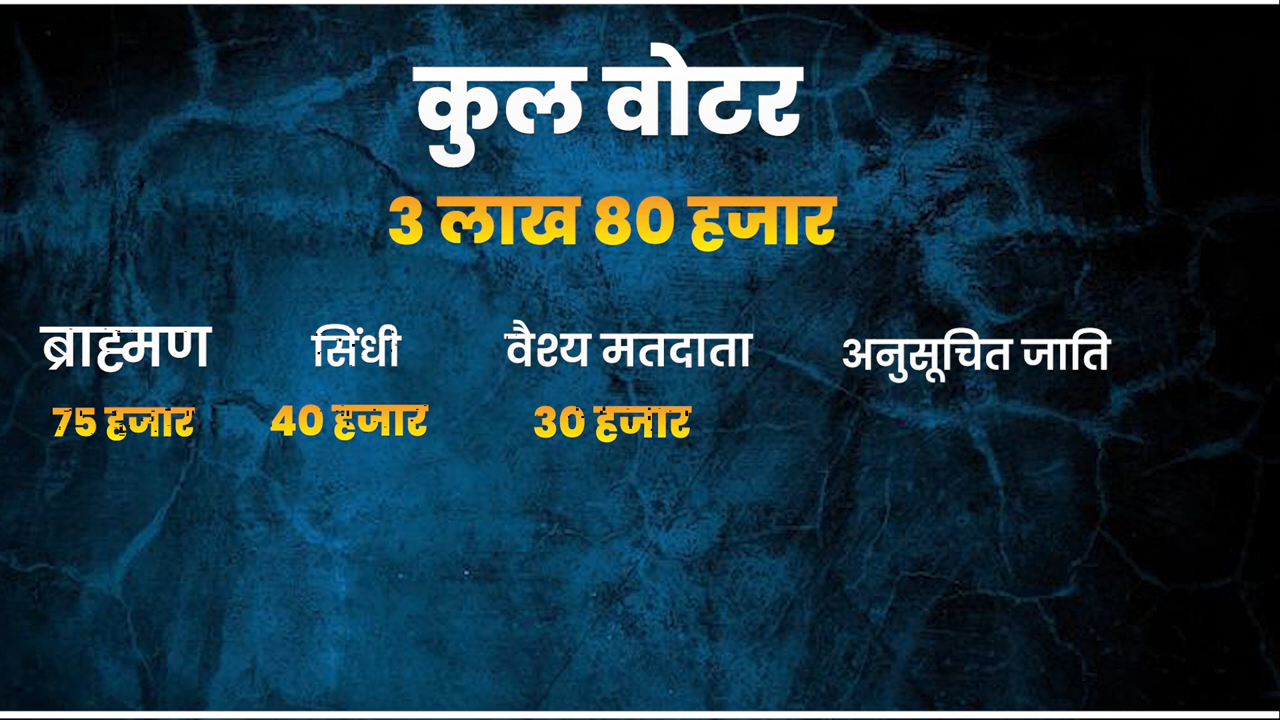 कुल वोटर
3 लाख 80 हजार
ब्राह्मण सिंधी वैश्य मतदाता अनुसूचित जाति
75 हजार 40 हजार 30 हजार